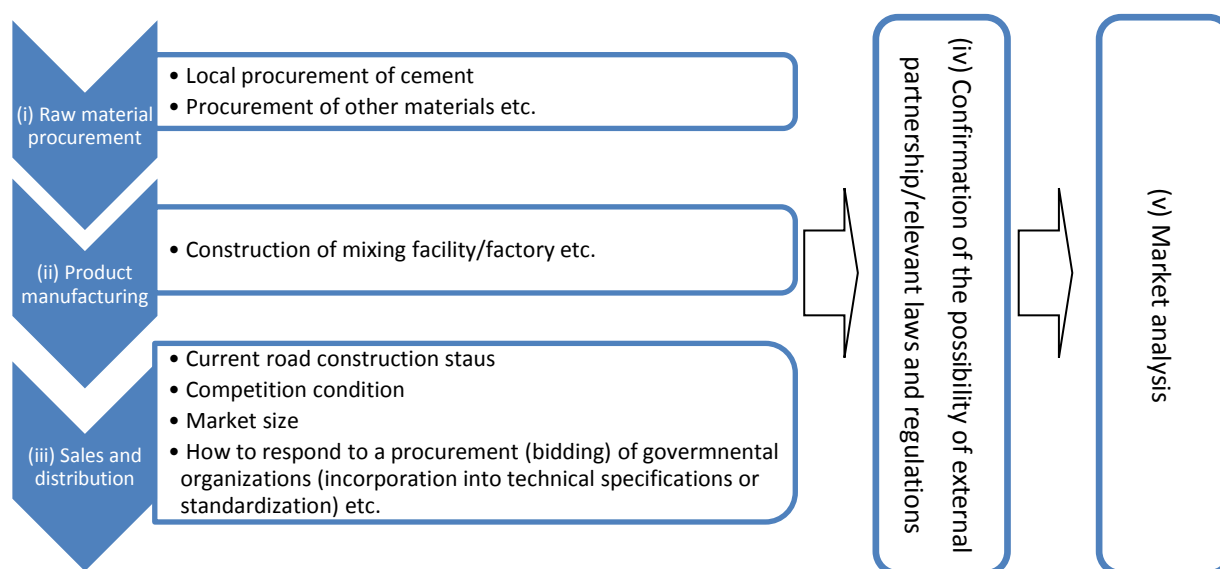 (i) Raw material
procurement
• Local procurement of cement
• Procurement of other materials etc.
(ii) Product
manufacturing
• Construction of mixing facility/factory etc.
(iii) Sales and
distribution
• Current road construction staus
• Competition condition
• Market size
• How to respond to a procurement (bidding) of govermnental
organizations (incorporation into technical specifications or
standardization) etc.
(iv) Confirmation of the possibility of external
partnership/relevant laws and regulations
(v) Market analysis